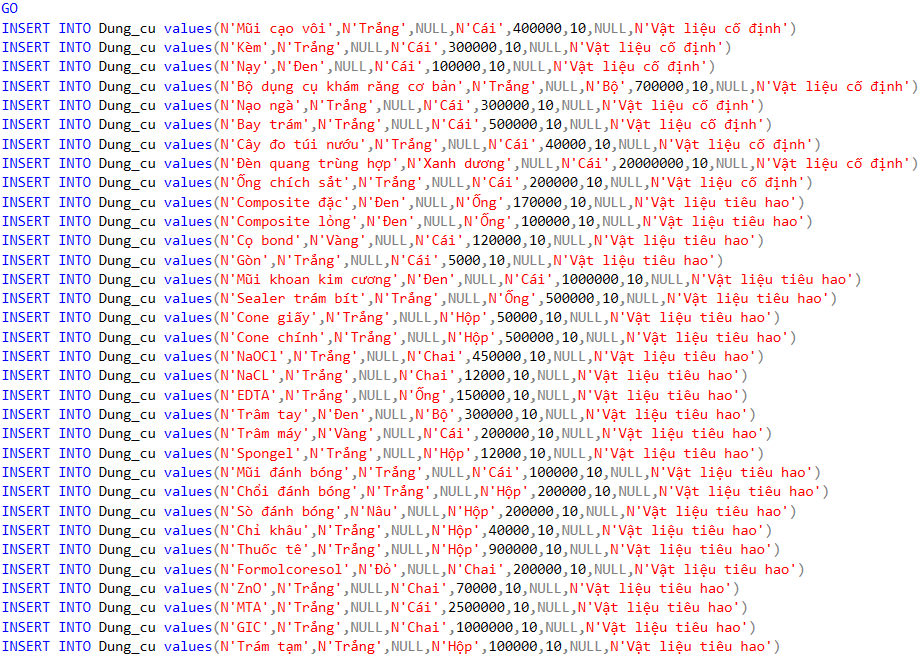 GO
INSERT INTO Dung_cu values(N'Mũi cạo vôi',N'Trắng',NULL,N'Cái',400000,10,NULL,N'Vật liệu cố định')
INSERT INTO Dung_cu values(N'Kèm',N'Trắng',NULL,N'Cái',300000,10,NULL,N'Vật liệu cố định')
INSERT INTO Dung_cu values(N'Nạy',N'Đen',NULL,N'Cái',100000,10,NULL,N'Vật liệu cố định')
INSERT INTO Dung_cu values(N'Bộ dụng cụ khám răng cơ bản',N'Trắng',NULL,N'Bộ',700000,10,NULL,N'Vật liệu cố định')
INSERT INTO Dung_cu values(N'Nạo ngà',N'Trắng',NULL,N'Cái',300000,10,NULL,N'Vật liệu cố định')
INSERT INTO Dung_cu values(N'Bay trám',N'Trắng',NULL,N'Cái',500000,10,NULL,N'Vật liệu cố định')
INSERT INTO Dung_cu values(N'Cây đo túi nướu',N'Trắng',NULL,N'Cái',40000,10,NULL,N'Vật liệu cố định')
INSERT INTO Dung_cu values(N'Đèn quang trùng hợp',N'Xanh dương',NULL,N'Cái',20000000,10,NULL,N'Vật liệu cố định')
INSERT INTO Dung_cu values(N'Ống chích sắt',N'Trắng',NULL,N'Cái',200000,10,NULL,N'Vật liệu cố định')
INSERT INTO Dung_cu values(N'Composite đặc',N'Đen',NULL,N'Ống',170000,10,NULL,N'Vật liệu tiêu hao')
INSERT INTO Dung_cu values(N'Composite lỏng',N'Đen',NULL,N'Ống',100000,10,NULL,N'Vật liệu tiêu hao')
INSERT INTO Dung_cu values(N'Cọ bond',N'Vàng',NULL,N'Cái',120000,10,NULL,N'Vật liệu tiêu hao')
INSERT INTO Dung_cu values(N'Gòn',N'Trắng',NULL,N'Cái',5000,10,NULL,N'Vật liệu tiêu hao')
INSERT INTO Dung_cu values(N'Mũi khoan kim cương',N'Đen',NULL,N'Cái',1000000,10,NULL,N'Vật liệu tiêu hao')
INSERT INTO Dung_cu values(N'Sealer trám bít',N'Trắng',NULL,N'Ống',500000,10,NULL,N'Vật liệu tiêu hao')
INSERT INTO Dung_cu values(N'Cone giấy',N'Trắng',NULL,N'Hộp',50000,10,NULL,N'Vật liệu tiêu hao')
INSERT INTO Dung_cu values(N'Cone chính',N'Trắng',NULL,N'Hộp',500000,10,NULL,N'Vật liệu tiêu hao')
INSERT INTO Dung_cu values(N'NaOCl',N'Trắng',NULL,N'Chai',450000,10,NULL,N'Vật liệu tiêu hao')
INSERT INTO Dung_cu values(N'NaCL',N'Trắng',NULL,N'Chai',12000,10,NULL,N'Vật liệu tiêu hao')
INSERT INTO Dung_cu values(N'EDTA',N'Trắng',NULL,N'Ống',150000,10,NULL,N'Vật liệu tiêu hao')
INSERT INTO Dung_cu values(N'Trâm tay',N'Đen',NULL,N'Bộ',300000,10,NULL,N'Vật liệu tiêu hao')
INSERT INTO Dung_cu values(N'Trâm máy',N'Vàng',NULL,N'Cái',200000,10,NULL,N'Vật liệu tiêu hao')
INSERT INTO Dung_cu values(N'Spongel',N'Trắng',NULL,N'Hộp',12000,10,NULL,N'Vật liệu tiêu hao')
INSERT INTO Dung_cu values(N'Mũi đánh bóng',N'Trắng',NULL,N'Cái',100000,10,NULL,N'Vật liệu tiêu hao')
INSERT INTO Dung_cu values(N'Chổi đánh bóng',N'Trắng',NULL,N'Hộp',200000,10,NULL,N'Vật liệu tiêu hao')
INSERT INTO Dung_cu values(N'Sò đánh bóng',N'Nâu',NULL,N'Hộp',200000,10,NULL,N'Vật liệu tiêu hao')
INSERT INTO Dung_cu values(N'Chỉ khâu',N'Trắng',NULL,N'Hộp',40000,10,NULL,N'Vật liệu tiêu hao')
INSERT INTO Dung_cu values(N'Thuốc tê',N'Trắng',NULL,N'Hộp',900000,10,NULL,N'Vật liệu tiêu hao')
INSERT INTO Dung_cu values(N'Formolcoresol',N'Đỏ',NULL,N'Chai',200000,10,NULL,N'Vật liệu tiêu hao')
INSERT INTO Dung_cu values(N'ZnO',N'Trắng',NULL,N'Chai',70000,10,NULL,N'Vật liệu tiêu hao')
INSERT INTO Dung_cu values(N'MTA',N'Trắng',NULL,N'Cái',2500000,10,NULL,N'Vật liệu tiêu hao')
INSERT INTO Dung_cu values(N'GIC',N'Trắng',NULL,N'Chai',1000000,10,NULL,N'Vật liệu tiêu hao')
INSERT INTO Dung_cu values(N'Trám tạm',N'Trắng',NULL,N'Hộp',100000,10,NULL,N'Vật liệu tiêu hao')